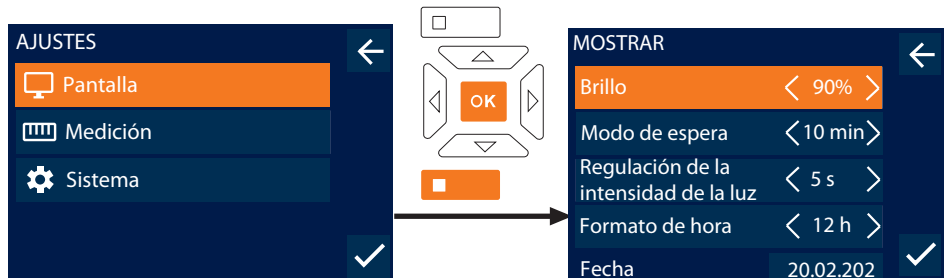 AJUSTES
Pantalla
Medición
Sistema
OK
MOSTRAR
Brillo
90%
Modo de espera
10 min
Regulación de la
intensidad de la luz
5 s
Formato de hora
12 h
Fecha
20.02.202